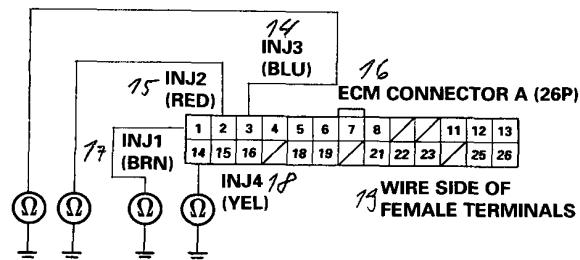 14
INJ3
(BLU)
15 INJ2
(RED)
16
ECM CONNECTOR A (26P)
17 INJ1
(BRN)
1 2 3 4 5 6 7 8 11 12 13
14 15 16 18 19 21 22 23 25 26
INJ4 18
(YEL)
19 WIRE SIDE OF
FEMALE TERMINALS
Ω Ω Ω Ω